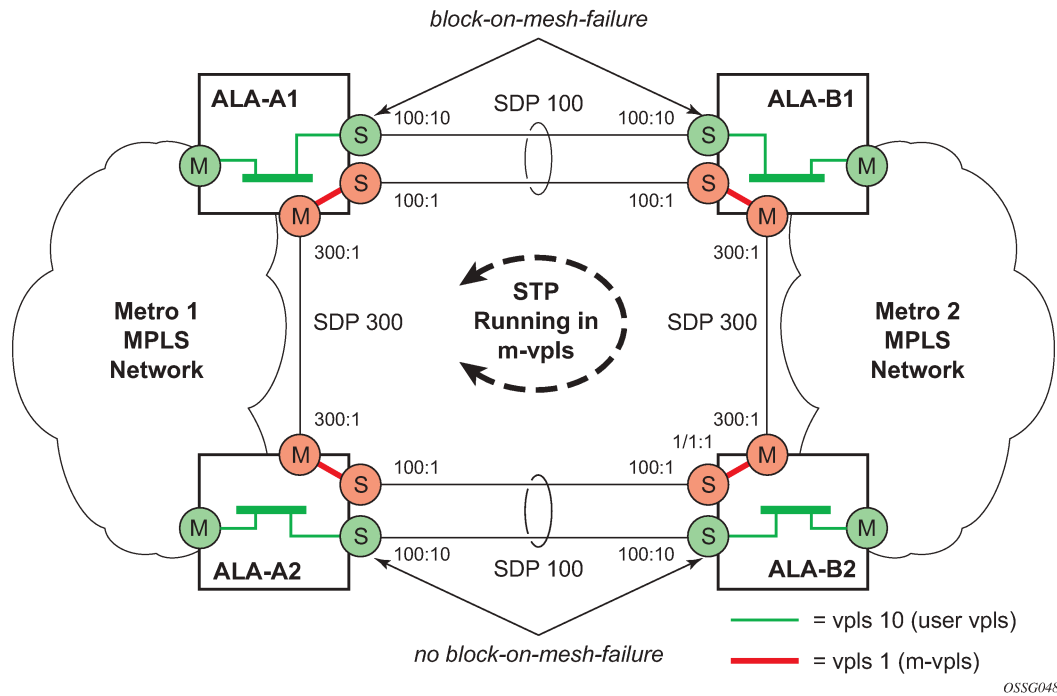 block-on-mesh-failure
ALA-A1
ALA-B1
SDP 100
100:10
100:10
S
S
M
M
S
S
100:1
100:1
M
M
300:1
300:1
STP
Running in
m-vpls
Metro 1
MPLS
Network
SDP 300
SDP 300
Metro 2
MPLS
Network
300:1
300:1
1/1:1
M
M
100:1
100:1
S
S
M
M
S
S
100:10
100:10
SDP 100
ALA-A2
ALA-B2
= vpls 10 (user vpls)
no block-on-mesh-failure
= vpls 1 (m-vpls)
OSSG048